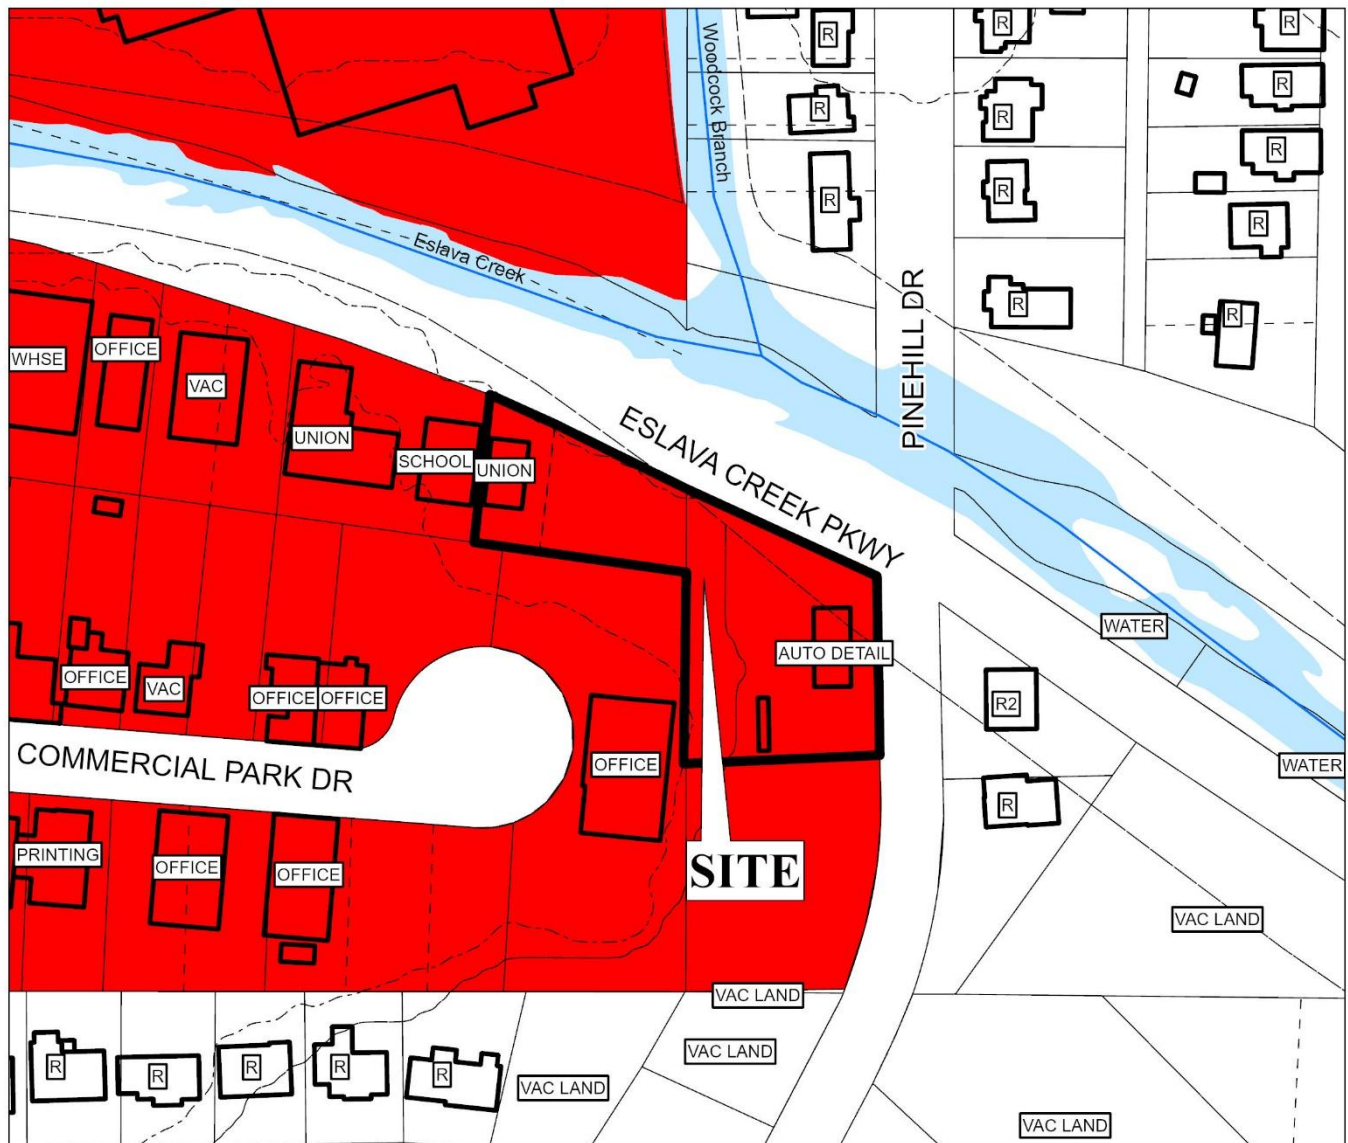 R
R
R
Woodcock Branch
R
R
R
R
R
R
R
Eslava Creek
R
R
PINEHILL DR
WHSE
OFFICE
VAC
UNION
SCHOOL
UNION
ESLAVA CREEK PKWY
WATER
AUTO DETAIL
OFFICE
VAC
OFFICE
OFFICE
R2
COMMERCIAL PARK DR
OFFICE
WATER
R
PRINTING
OFFICE
OFFICE
SITE
VAC LAND
VAC LAND
VAC LAND
R
R
R
R
R
VAC LAND
VAC LAND